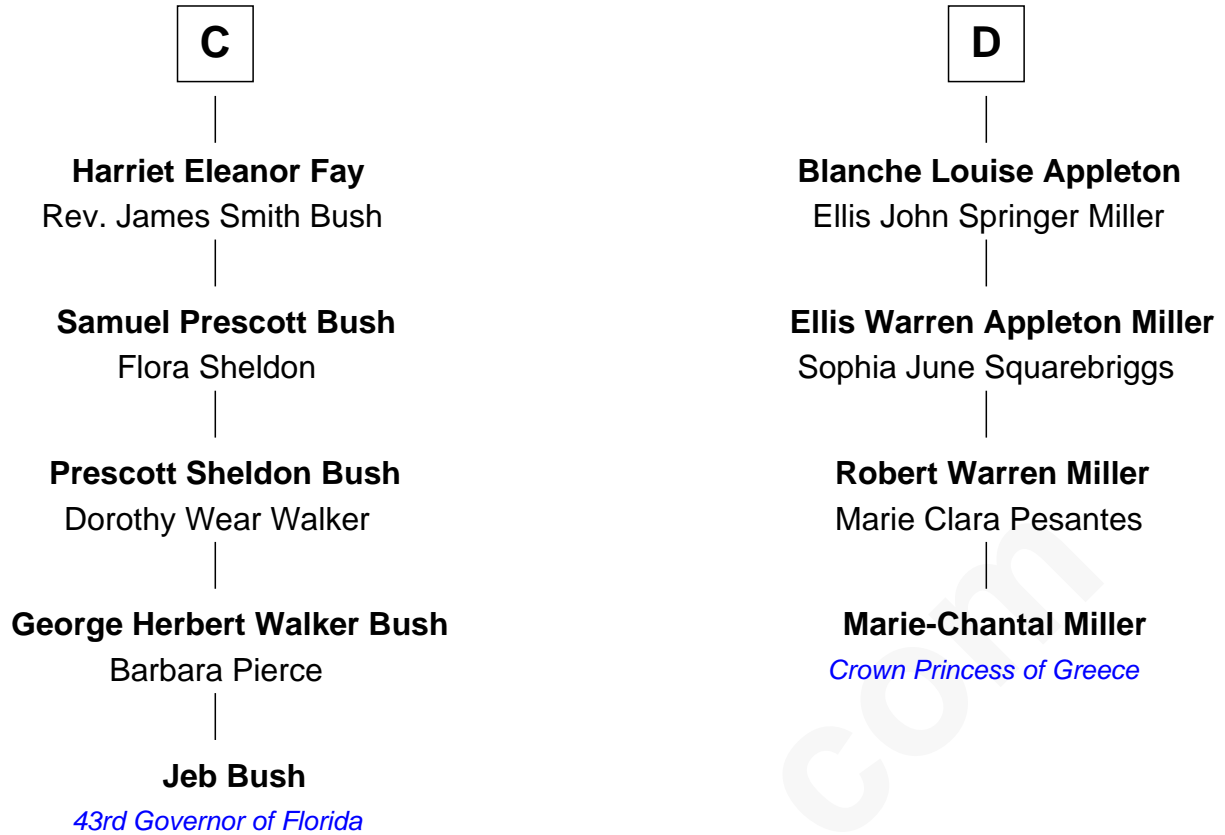 C
Harriet Eleanor Fay
Rev. James Smith Bush
Samuel Prescott Bush
Flora Sheldon
Prescott Sheldon Bush
Dorothy Wear Walker
George Herbert Walker Bush
Barbara Pierce
Jeb Bush
43rd Governor of Florida
D
Blanche Louise Appleton
Ellis John Springer Miller
Ellis Warren Appleton Miller
Sophia June Squarebriggs
Robert Warren Miller
Marie Clara Pesantes
Marie-Chantal Miller
Crown Princess of Greece
com